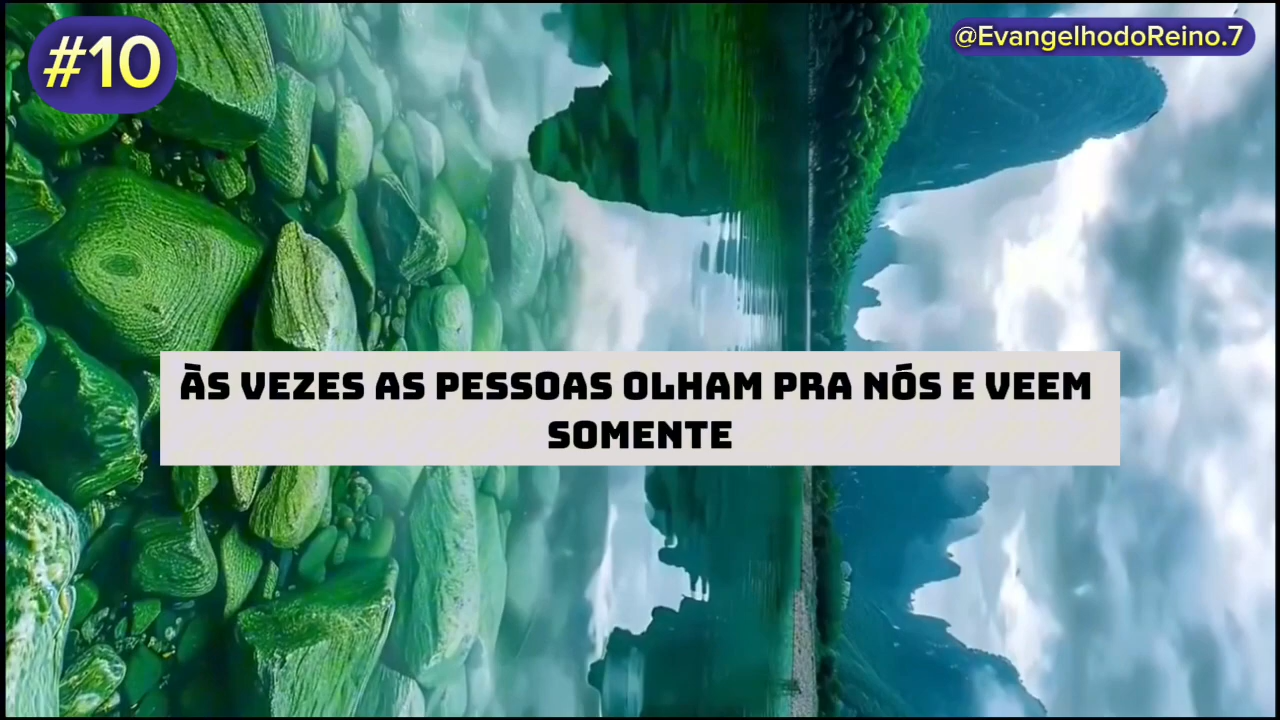 #10
@EvangelhodoReino.7
ÀS VEZES AS PESSOAS OLHAM PRA NÓS E VEEM
SOMENTE